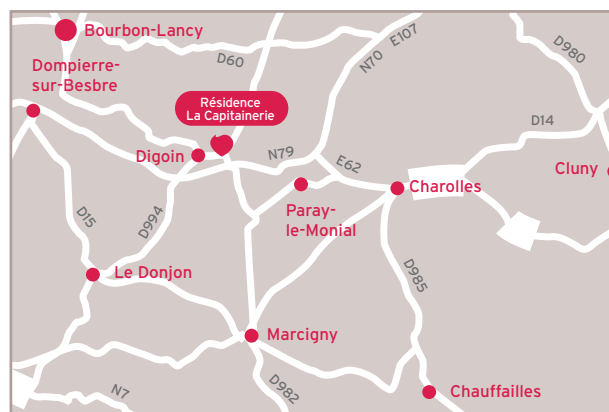 Bourbon-Lancy
D980
E107
N70
D60
Dompierre-
sur-Besbre
Résidence
La Capitainerie
D14
Digoin
N79
E62
Cluny
Charolles
Paray-
le-Monial
D15
D994
Le Donjon
D985
Marcigny
N7
D982
Chauffailles